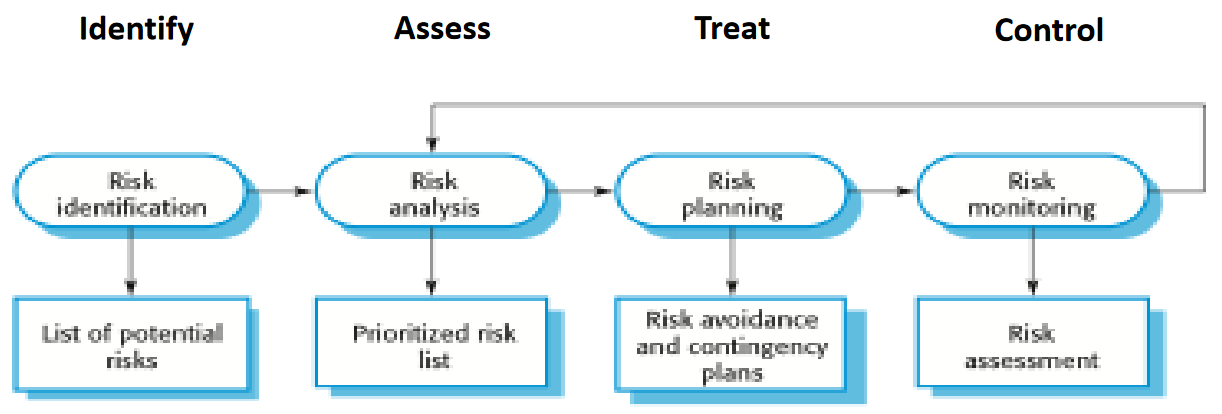 Identify
Assess
Treat
Control
Risk
identification
Risk
analysis
Risk
planning
Risk
monitoring
List of potential
risks
Prioritized risk
list
Risk avoidance
and contingency
plans
Risk
assessment